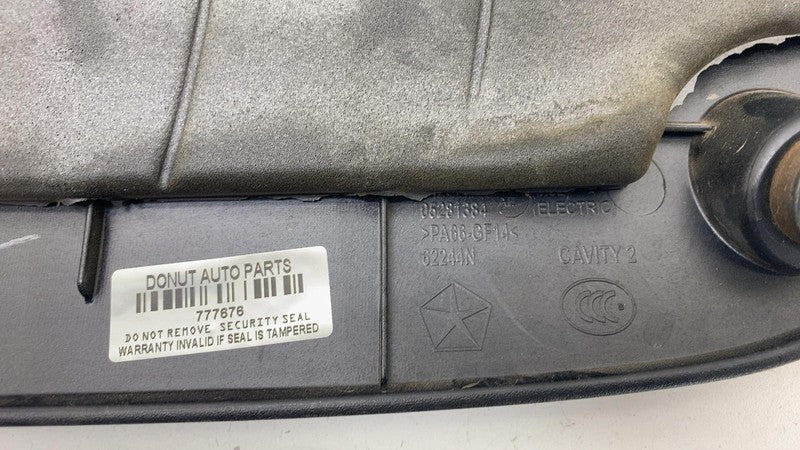 05281384
ELECTRIC
>PA66-GF14<
62244N
CAVITY 2
CCC
DONUT AUTO PARTS
777676
DO NOT REMOVE SECURITY SEAL
WARRANTY INVALID IF SEAL IS TAMPERED